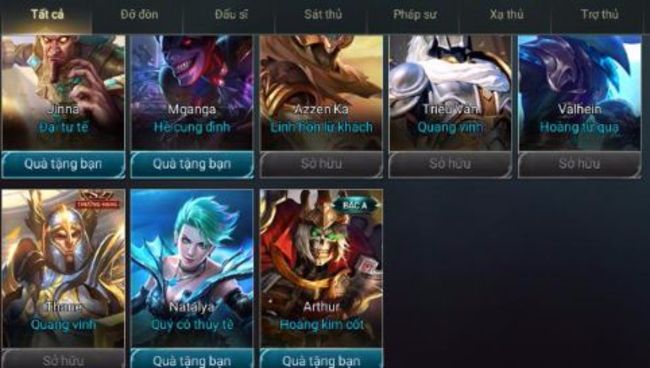 Tất cả
Đỡ đòn
Đấu sĩ
Sát thủ
Pháp sư
Xạ thủ
Trợ thủ
Jinna
Đại tư tế
Quà tặng bạn
Mganga
Hề cung đình
Quà tặng bạn
Azzen'Ka
Linh hồn lữ khách
Sở hữu
Triệu Vân
Quang vinh
Sở hữu
Valhein
Hoàng tử quạ
Sở hữu
THƯỞNG HẠNG
Thane
Quang vinh
Sở hữu
Natalya
Quý cô thủy tề
Quà tặng bạn
BẬC A
Arthur
Hoàng kim cốt
Quà tặng bạn